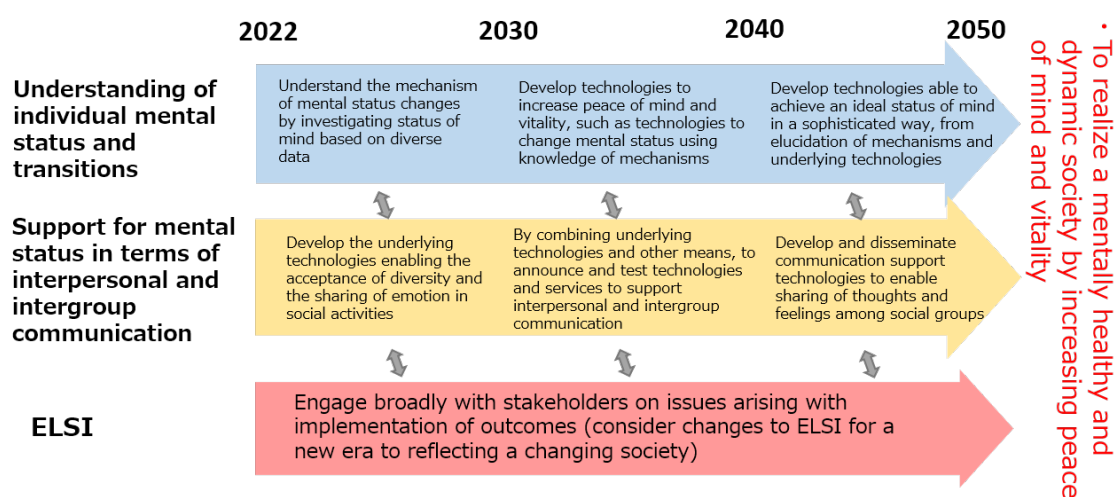 2022
2030
2040
2050
Understanding of
individual mental
status and
transitions
Understand the mechanism
of mental status changes
by investigating status of
mind based on diverse
data
Develop technologies to
increase peace of mind and
vitality, such as technologies to
change mental status using
knowledge of mechanisms
Develop technologies able to
achieve an ideal status of mind
in a sophisticated way, from
elucidation of mechanisms and
underlying technologies
Support for mental
status in terms of
interpersonal and
intergroup
communication
Develop the underlying
technologies enabling the
acceptance of diversity and
the sharing of emotion in
social activities
By combining underlying
technologies and other means, to
announce and test technologies
and services to support
interpersonal and intergroup
communication
Develop and disseminate
communication support
technologies to enable
sharing of thoughts and
feelings among social groups
ELSI
Engage broadly with stakeholders on issues arising with
implementation of outcomes (consider changes to ELSI for a
new era to reflecting a changing society)
・To realize a mentally healthy and
dynamic society by increasing peace
of mind and vitality